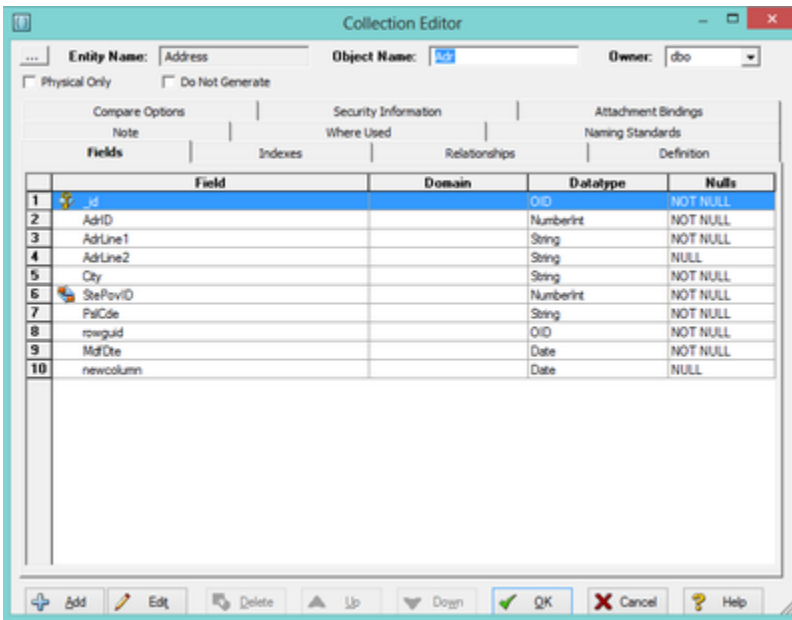 Collection Editor
... Entity Name: Address Object Name: Adr Owner: dbo
Physical Only Do Not Generate
Compare Options Security Information Attachment Bindings
Note Where Used Naming Standards
Fields Indexes Relationships Definition
Field Domain Datatype Nulls
1 _id OID NOT NULL
2 AdrID NumberInt NOT NULL
3 AdrLine1 String NOT NULL
4 AdrLine2 String NULL
5 City String NOT NULL
6 StePovID NumberInt NOT NULL
7 PslCde String NOT NULL
8 rowguid OID NOT NULL
9 MdfDte Date NOT NULL
10 newcolumn Date NULL
Add Edit Delete Up Down OK Cancel Help